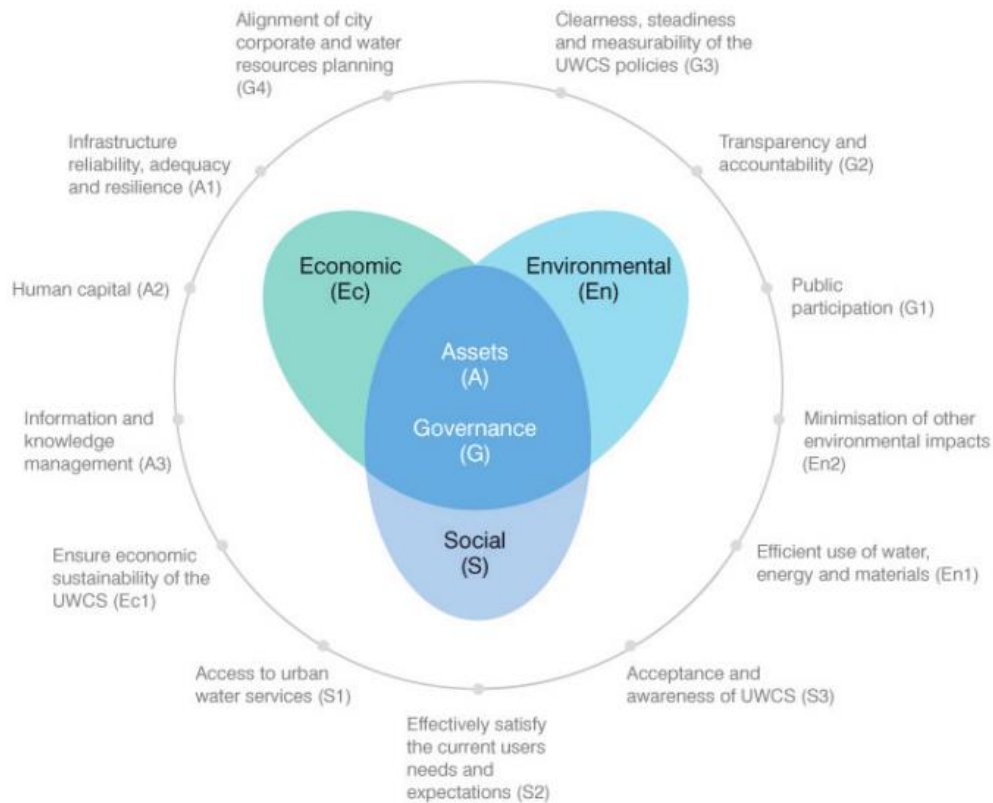 Alignment of city
corporate and water
resources planning
(G4)
Clearness, steadiness
and measurability of the
UWCS policies (G3)
Infrastructure
reliability, adequacy
and resilience (A1)
Transparency and
accountability (G2)
Economic
(Ec)
Environmental
(En)
Human capital (A2)
Public
participation (G1)
Assets
(A)
Governance
(G)
Information and
knowledge
management (A3)
Minimisation of other
environmental impacts
(En2)
Social
(S)
Ensure economic
sustainability of the
UWCS (Ec1)
Efficient use of water,
energy and materials (En1)
Access to urban
water services (S1)
Acceptance and
awareness of UWCS (S3)
Effectively satisfy
the current users
needs and
expectations (S2)